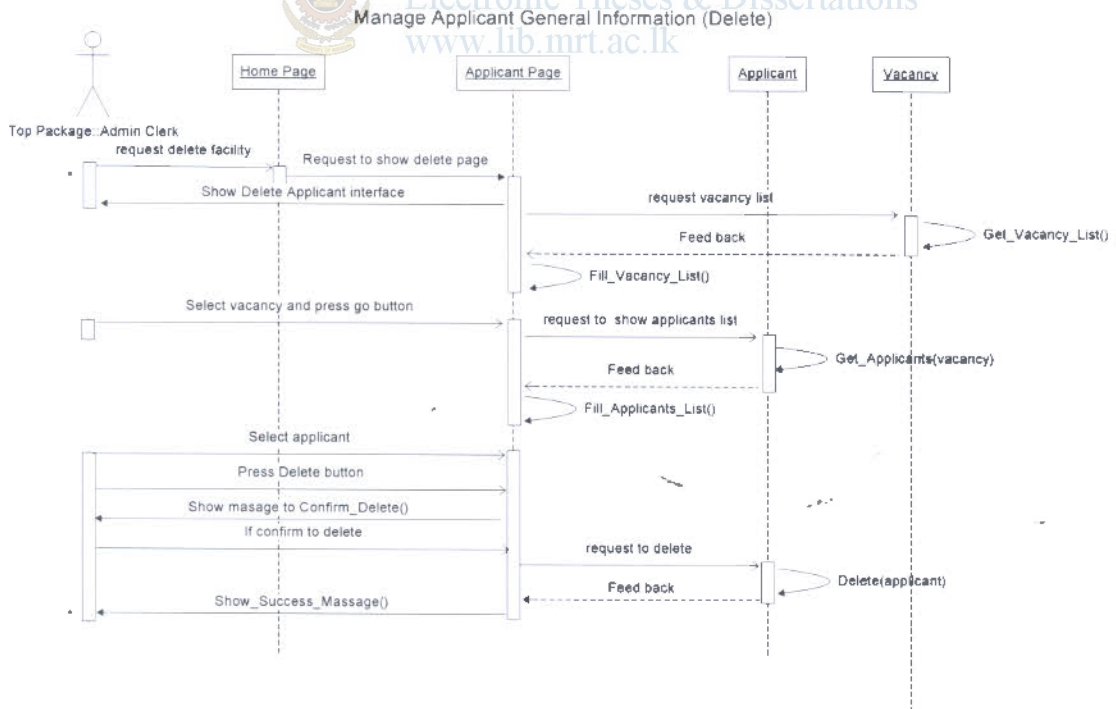 Electronic Theses & Dissertations
Manage Applicant General Information (Delete)
www.lib.mrt.ac.lk
Home Page
Applicant Page
Applicant
Vacancy
Top Package::Admin Clerk
request delete facility
Request to show delete page
Show Delete Applicant interface
request vacancy list
Get_Vacancy_List()
Feed back
Fill_Vacancy_List()
Select vacancy and press go button
request to show applicants list
Get_Applicants(vacancy)
Feed back
Fill_Applicants_List()
Select applicant
Press Delete button
Show masage to Confirm_Delete()
If confirm to delete
request to delete
Delete(applicant)
Feed back
Show_Success_Massage()